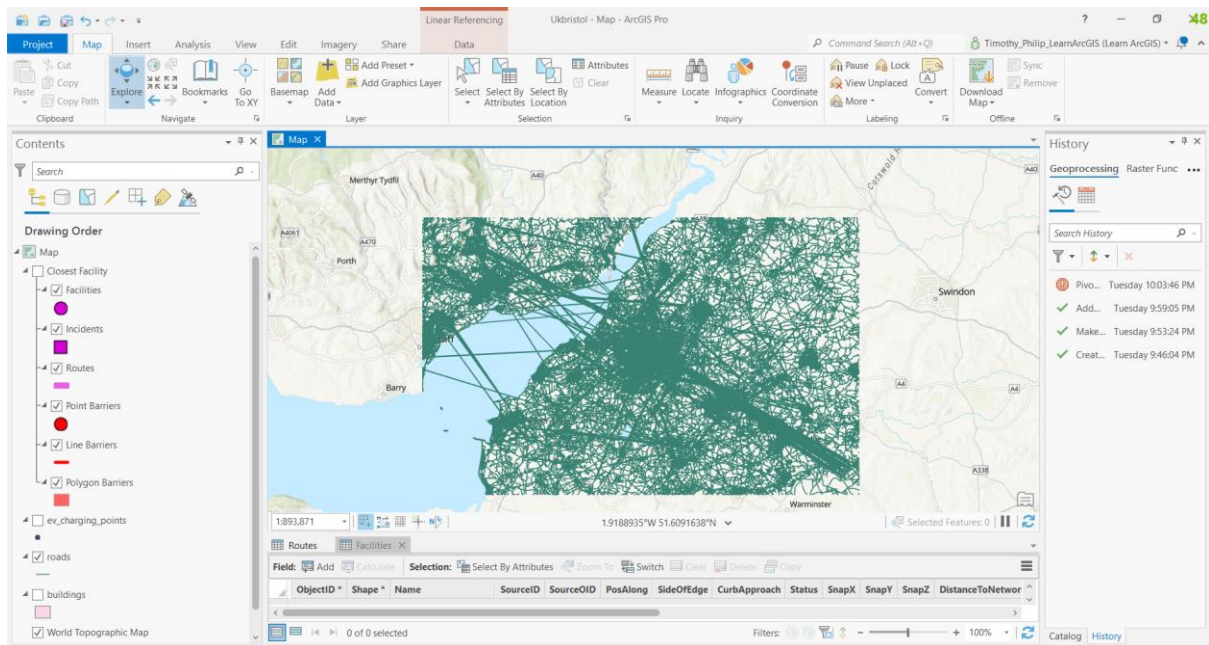 Linear Referencing
Ukbristol - Map - ArcGIS Pro
? 48
Project Map Insert Analysis View Edit Imagery Share Data
Command Search (Alt+Q)
Timothy_Philip_LearnArcGIS (Learn ArcGIS)
Paste
Cut
Copy
Copy Path
Clipboard
Explore
Bookmarks
Go To XY
Navigate
Basemap
Add Data
Add Preset
Add Graphics Layer
Layer
Select
Select By Attributes
Select By Location
Attributes
Clear
Selection
Measure
Locate
Infographics
Coordinate Conversion
Inquiry
Pause
Lock
View Unplaced
More
Convert
Labeling
Download Map
Sync
Remove
Offline
Contents
Search
Drawing Order
Map
Closest Facility
Facilities
Incidents
Routes
Point Barriers
Line Barriers
Polygon Barriers
ev_charging_points
roads
buildings
World Topographic Map
Map
Merthyr Tydfil
A40
A40
Cotswold
A4061
A470
A38
Porth
Swindon
Barry
A4
A4
A338
Warminster
1:893,871
1.9188935°W 51.6091638°N
Selected Features: 0
Routes Facilities
Field: Add Calculate Selection: Select By Attributes Zoom To Switch Clear Delete Copy
ObjectID * Shape * Name SourceID SourceOID PosAlong SideOfEdge CurbApproach Status SnapX SnapY SnapZ DistanceToNetwor
0 of 0 selected
Filters:
100%
History
Geoprocessing Raster Func
Search History
Pivo... Tuesday 10:03:46 PM
Add... Tuesday 9:59:05 PM
Make... Tuesday 9:53:24 PM
Creat... Tuesday 9:46:04 PM
Catalog History